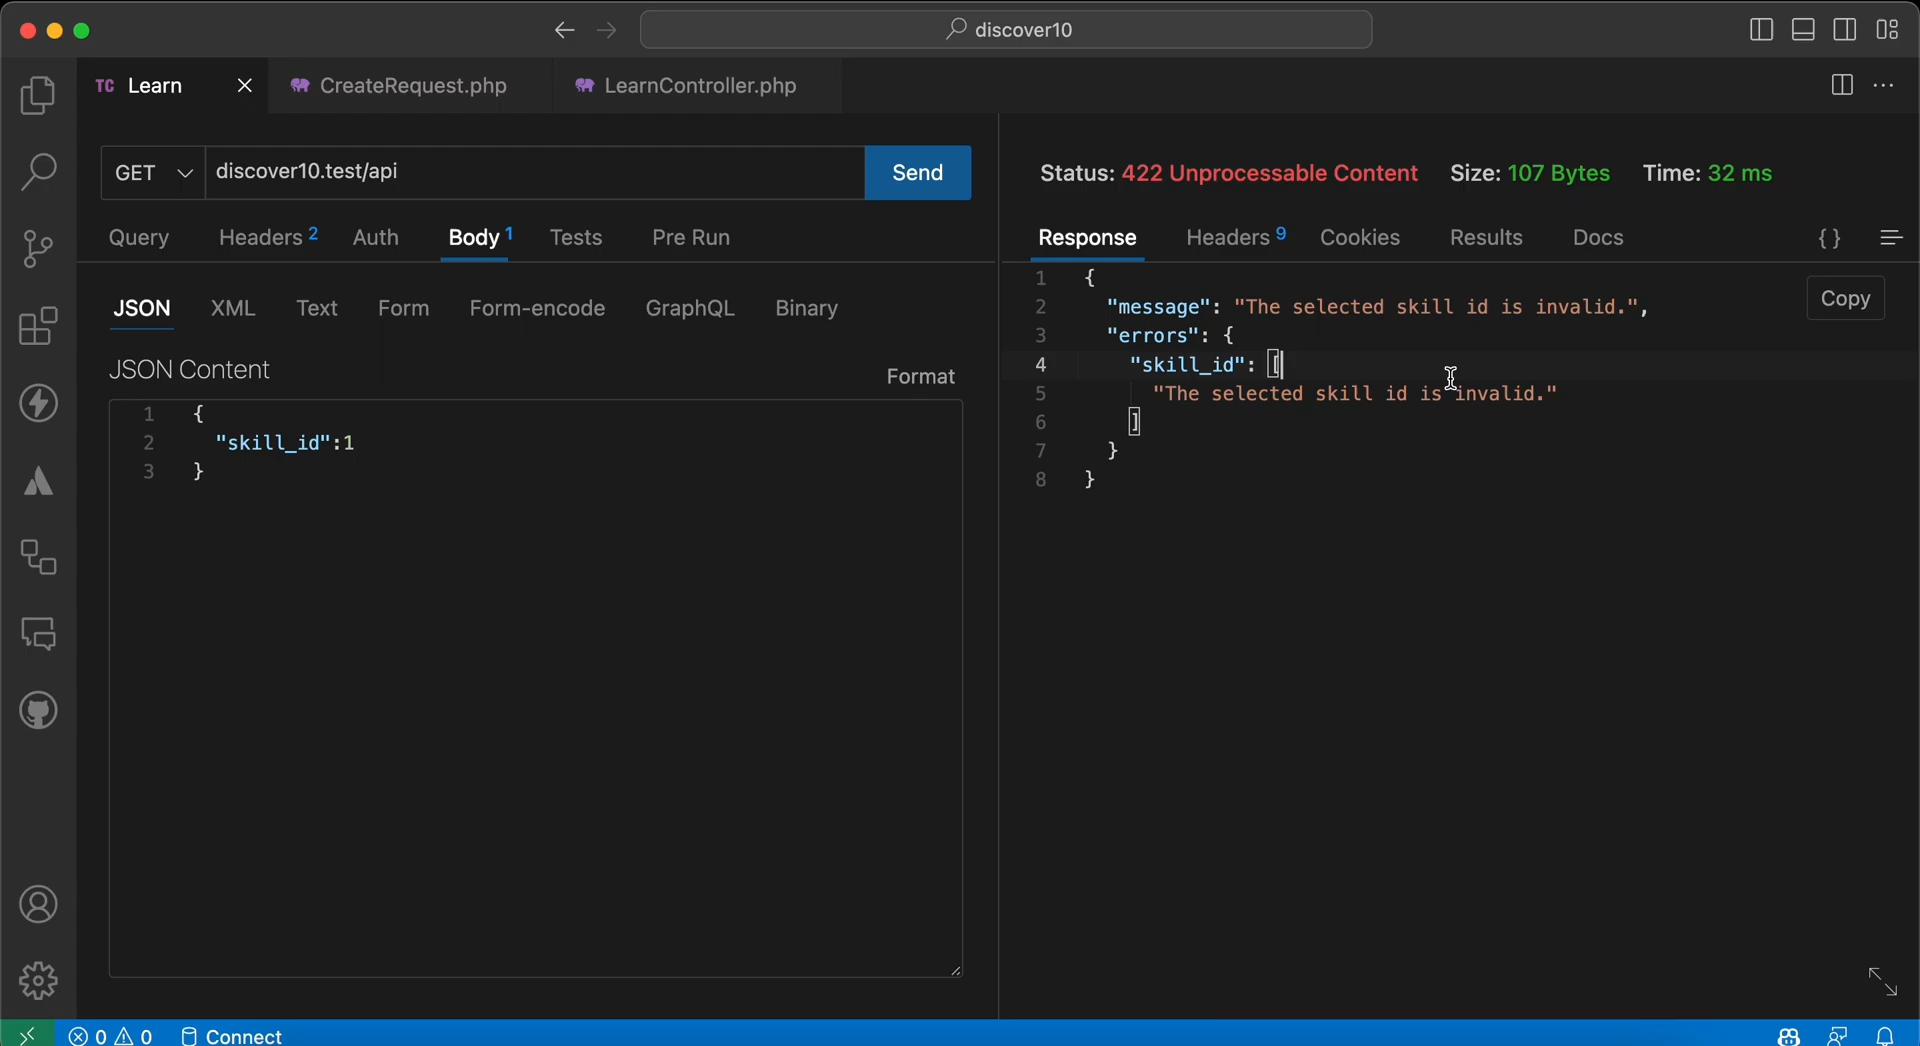 discover10
TC Learn
CreateRequest.php
LearnController.php
GET
discover10.test/api
Send
Status: 422 Unprocessable Content Size: 107 Bytes Time: 32 ms
Query Headers 2 Auth Body 1 Tests Pre Run
Response Headers 9 Cookies Results Docs { }
JSON XML Text Form Form-encode GraphQL Binary
JSON Content
Format
1 {
2 "skill_id":1
3 }
Copy
1 {
2 "message": "The selected skill id is invalid.",
3 "errors": {
4 "skill_id": [
5 "The selected skill id is invalid."
6 ]
7 }
8 }
0 0 Connect